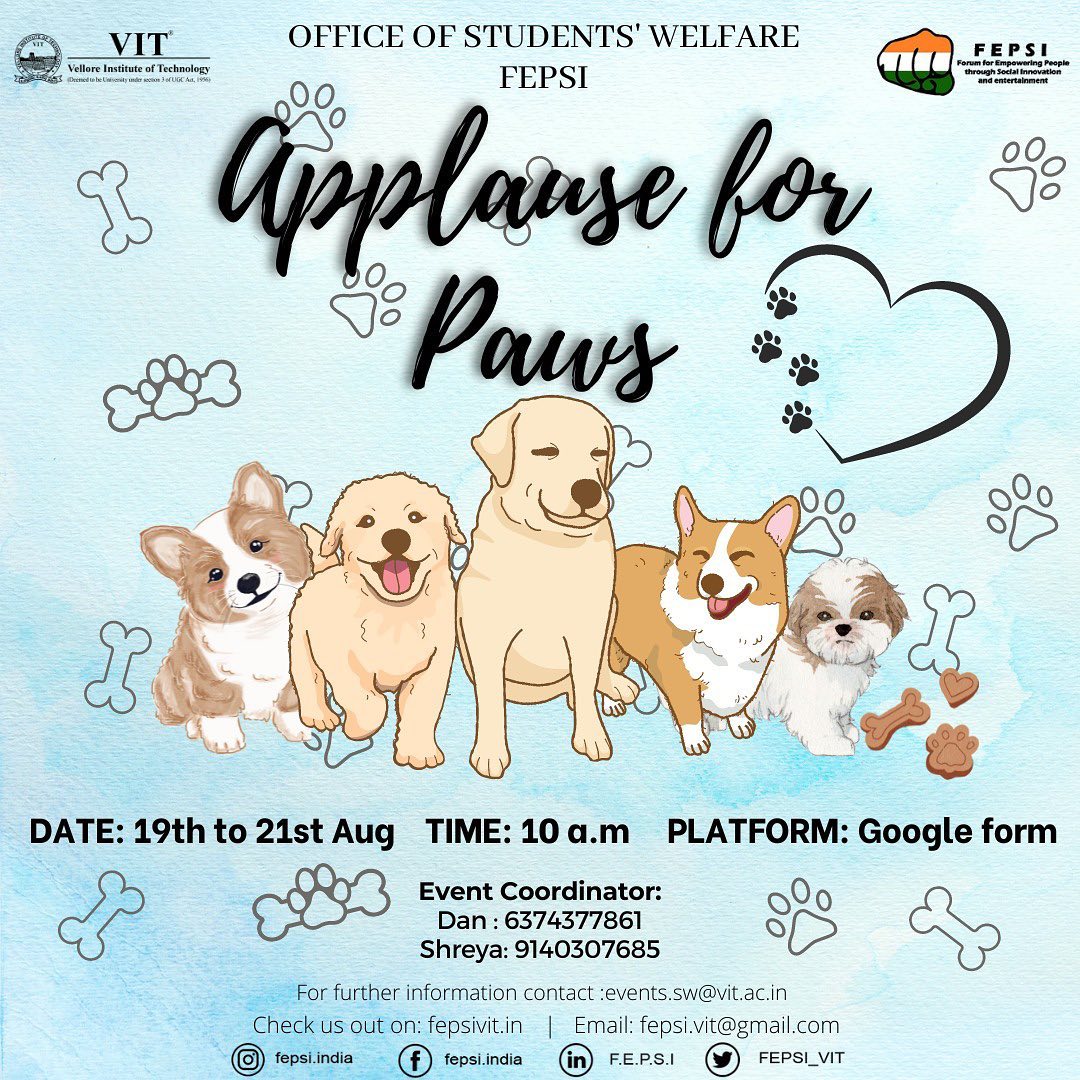 VIT®
Vellore Institute of Technology
(Deemed to be University under section 3 of UGC Act, 1956)
OFFICE OF STUDENTS' WELFARE
FEPSI
FEPSI
Forum for Empowering People
through Social Innovation
and entertainment
Applause for
Paws
DATE: 19th to 21st Aug TIME: 10 a.m PLATFORM: Google form
Event Coordinator:
Dan : 6374377861
Shreya: 9140307685
For further information contact :events.sw@vit.ac.in
Check us out on: fepsivit.in | Email: fepsi.vit@gmail.com
fepsi.india fepsi.india F.E.P.S.I FEPSI_VIT